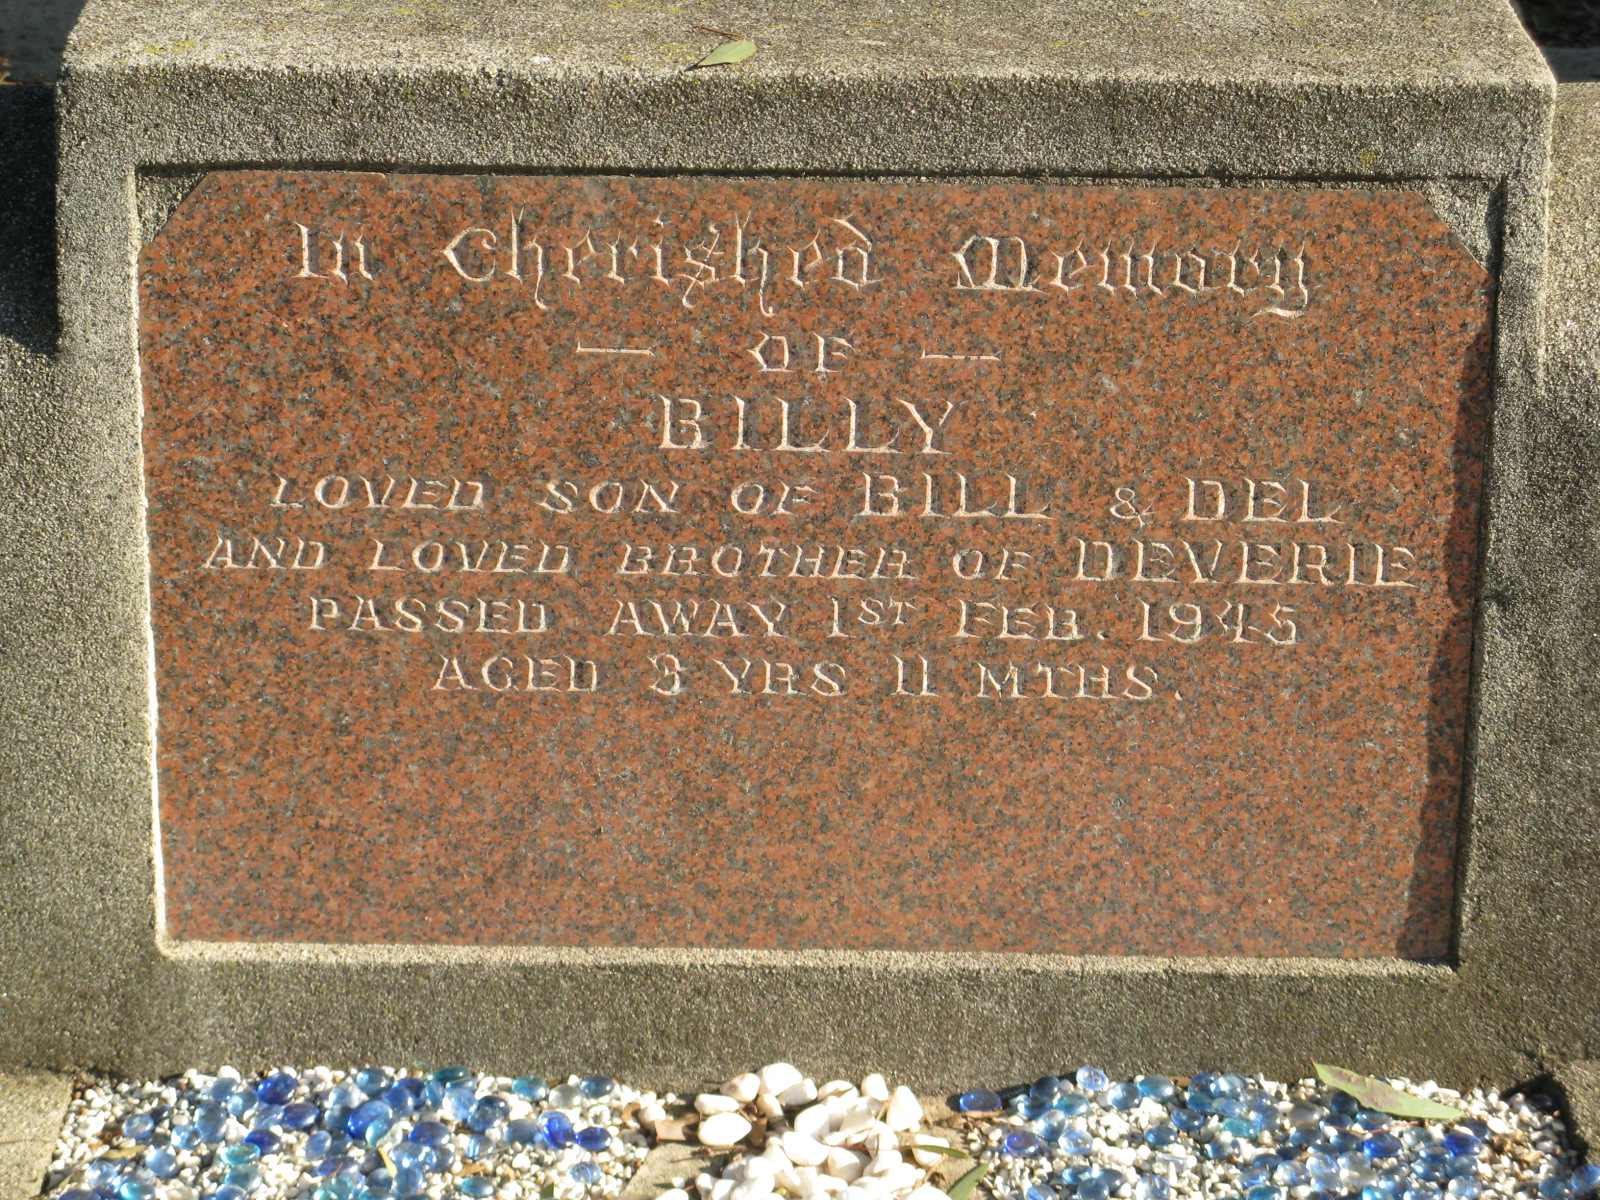 In Cherished Memory
— OF —
BILLY
LOVED SON OF BILL & DEL
AND LOVED BROTHER OF DEVERIE
PASSED AWAY 1ST FEB. 1945
AGED 3 YRS 11 MTHS.